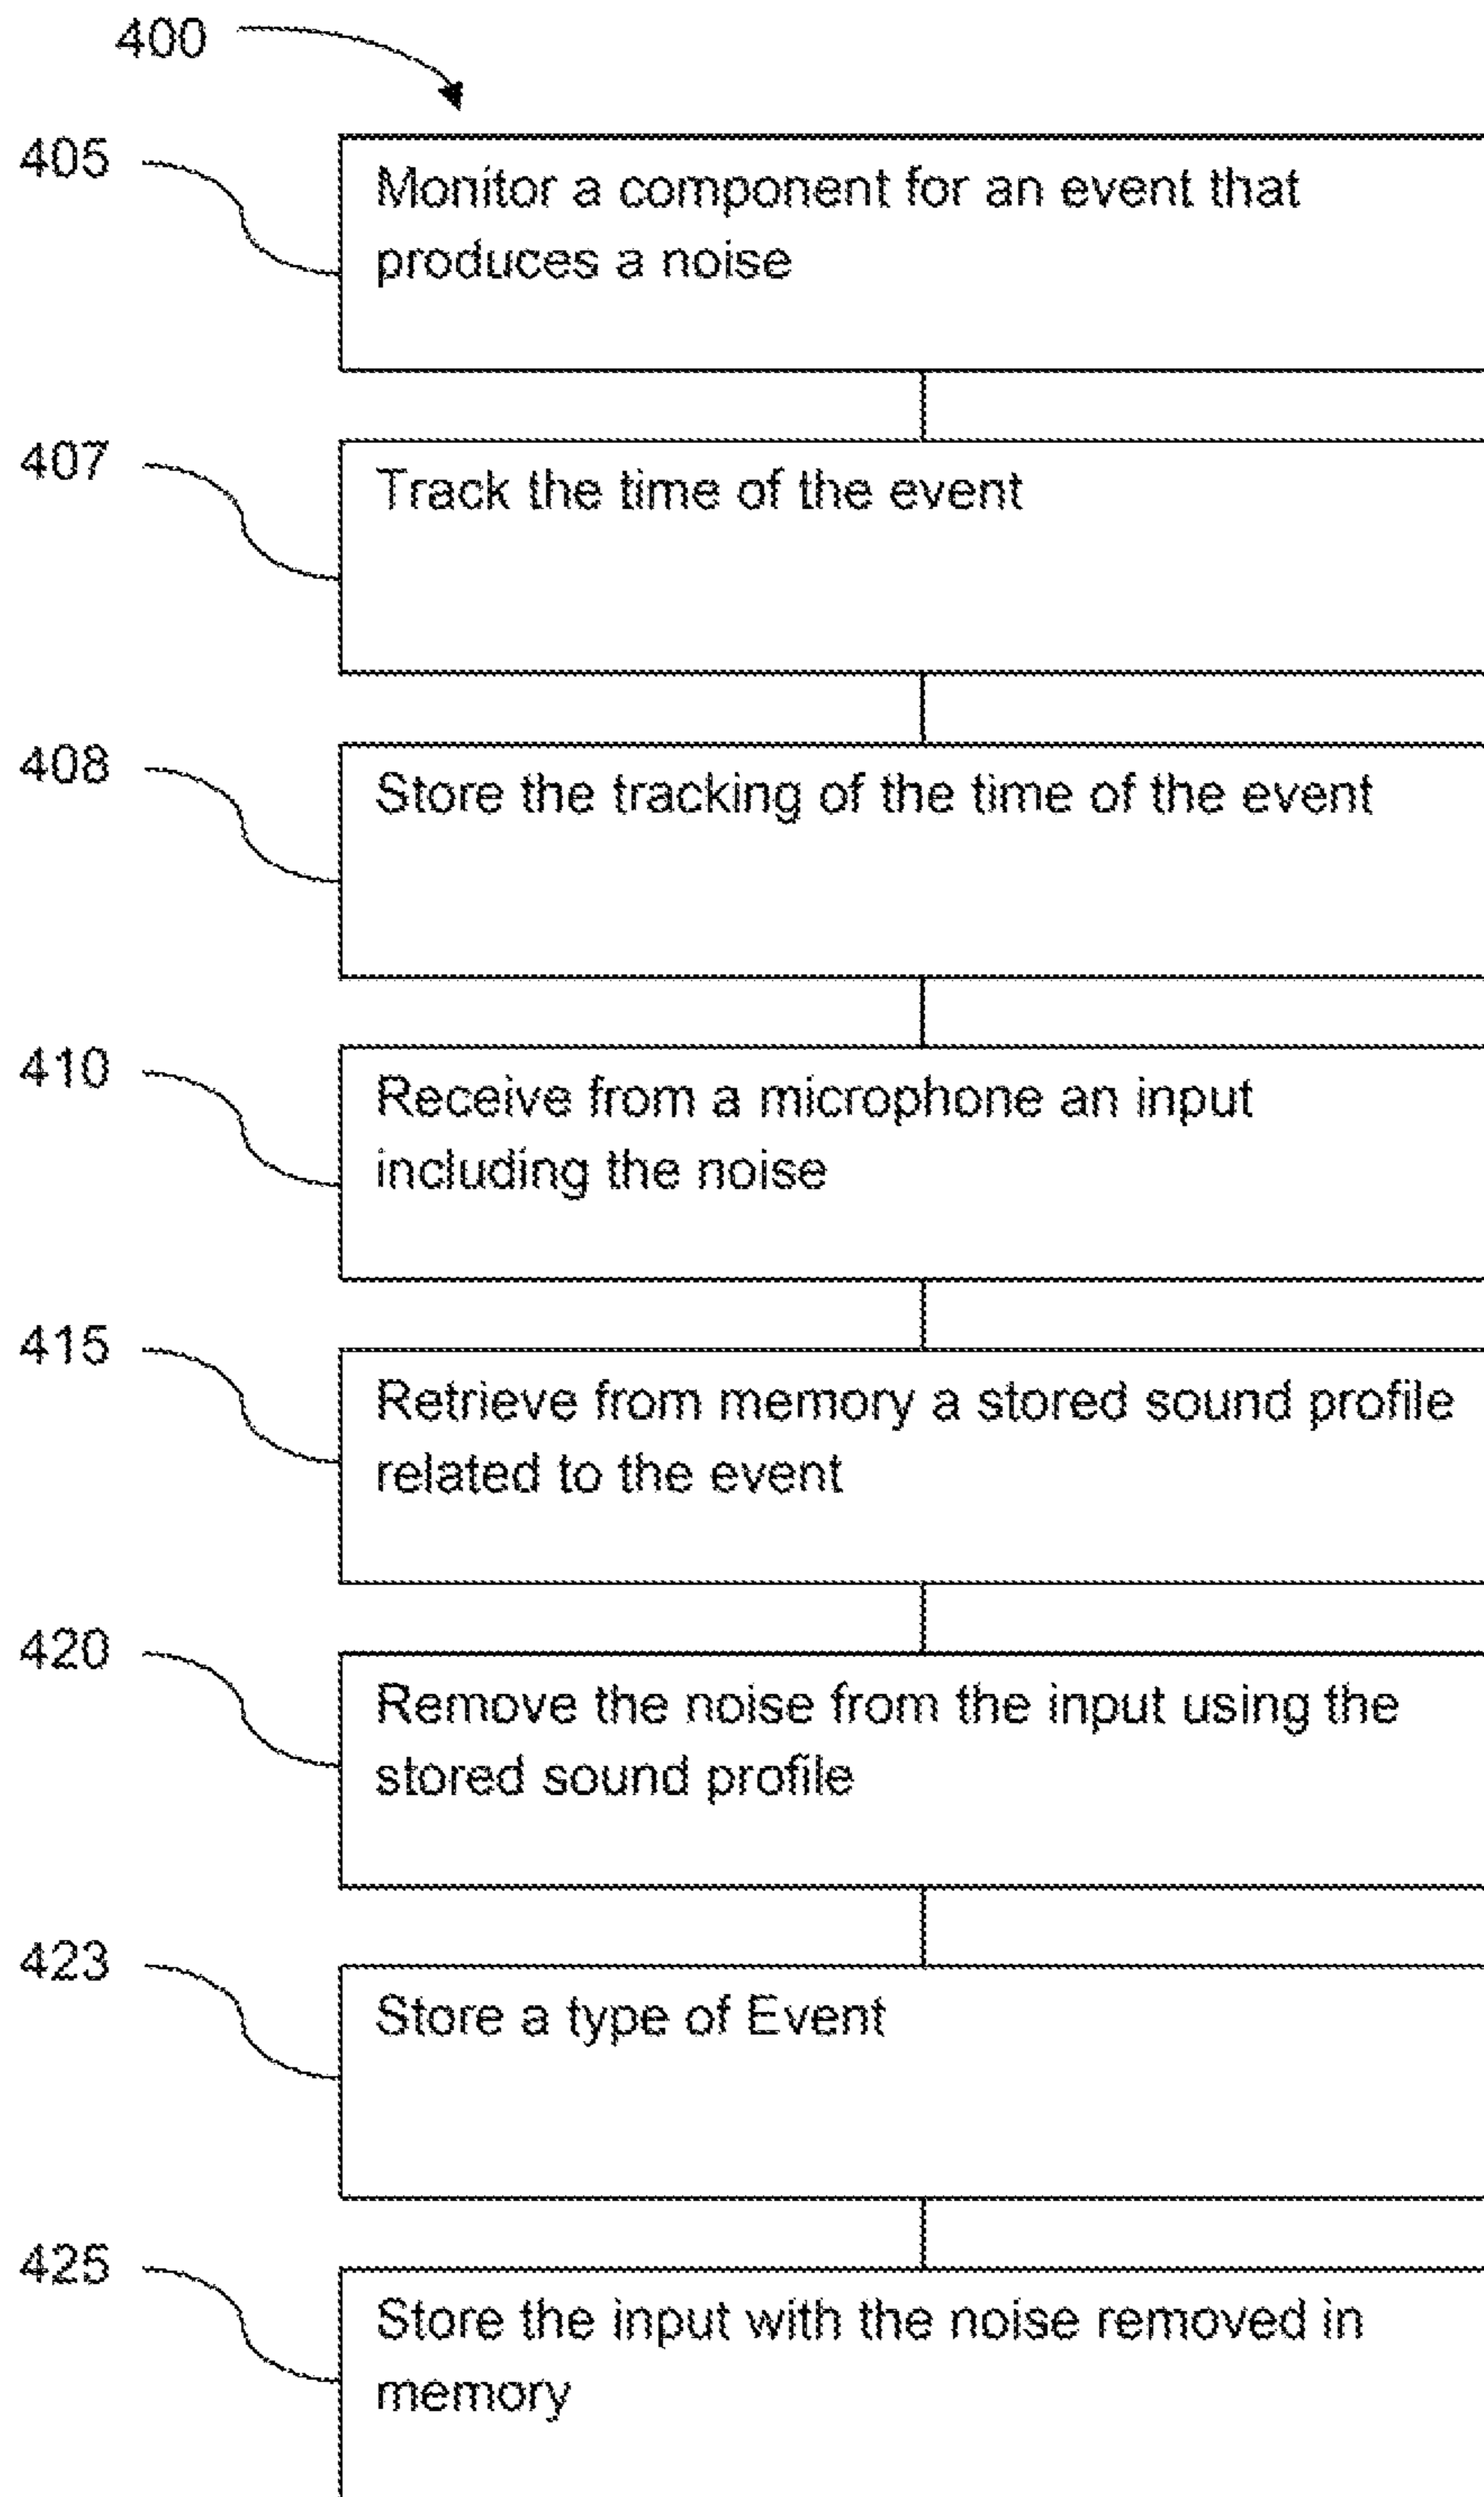 400
405
Monitor a component for an event that
produces a noise
407
Track the time of the event
408
Store the tracking of the time of the event
410
Receive from a microphone an input
including the noise
415
Retrieve from memory a stored sound profile
related to the event
420
Remove the noise from the input using the
stored sound profile
423
Store a type of Event
425
Store the input with the noise removed in
memory